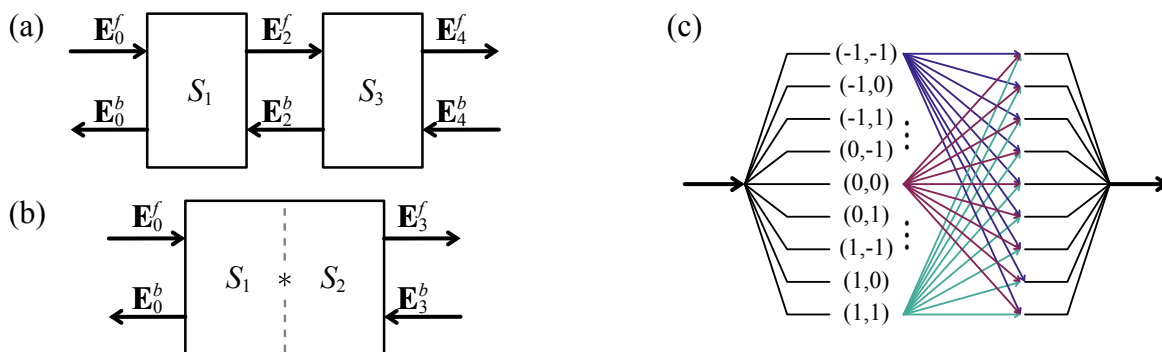 (a)
E_0^f E_2^f E_4^f
S_1 S_3
E_0^b E_2^b E_4^b
(b)
E_0^f E_3^f
S_1 * S_2
E_0^b E_3^b
(c)
(-1,-1)
(-1,0)
(-1,1)
(0,-1)
(0,0)
(0,1)
(1,-1)
(1,0)
(1,1)